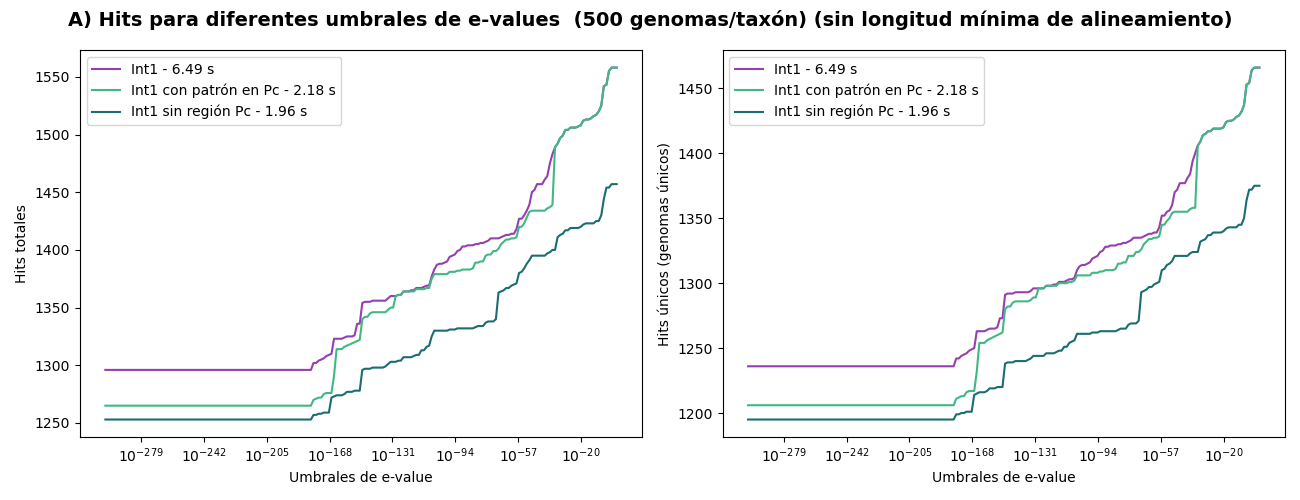 A) Hits para diferentes umbrales de e-values  (500 genomas/taxón) (sin longitud mínima de alineamiento)
Int1 - 6.49 s
Int1 con patrón en Pc - 2.18 s
Int1 sin región Pc - 1.96 s
Hits totales
1550
1500
1450
1400
1350
1300
1250
10⁻²⁷⁹ 10⁻²⁴² 10⁻²⁰⁵ 10⁻¹⁶⁸ 10⁻¹³¹ 10⁻⁹⁴ 10⁻⁵⁷ 10⁻²⁰
Umbrales de e-value
Int1 - 6.49 s
Int1 con patrón en Pc - 2.18 s
Int1 sin región Pc - 1.96 s
Hits únicos (genomas únicos)
1450
1400
1350
1300
1250
1200
10⁻²⁷⁹ 10⁻²⁴² 10⁻²⁰⁵ 10⁻¹⁶⁸ 10⁻¹³¹ 10⁻⁹⁴ 10⁻⁵⁷ 10⁻²⁰
Umbrales de e-value